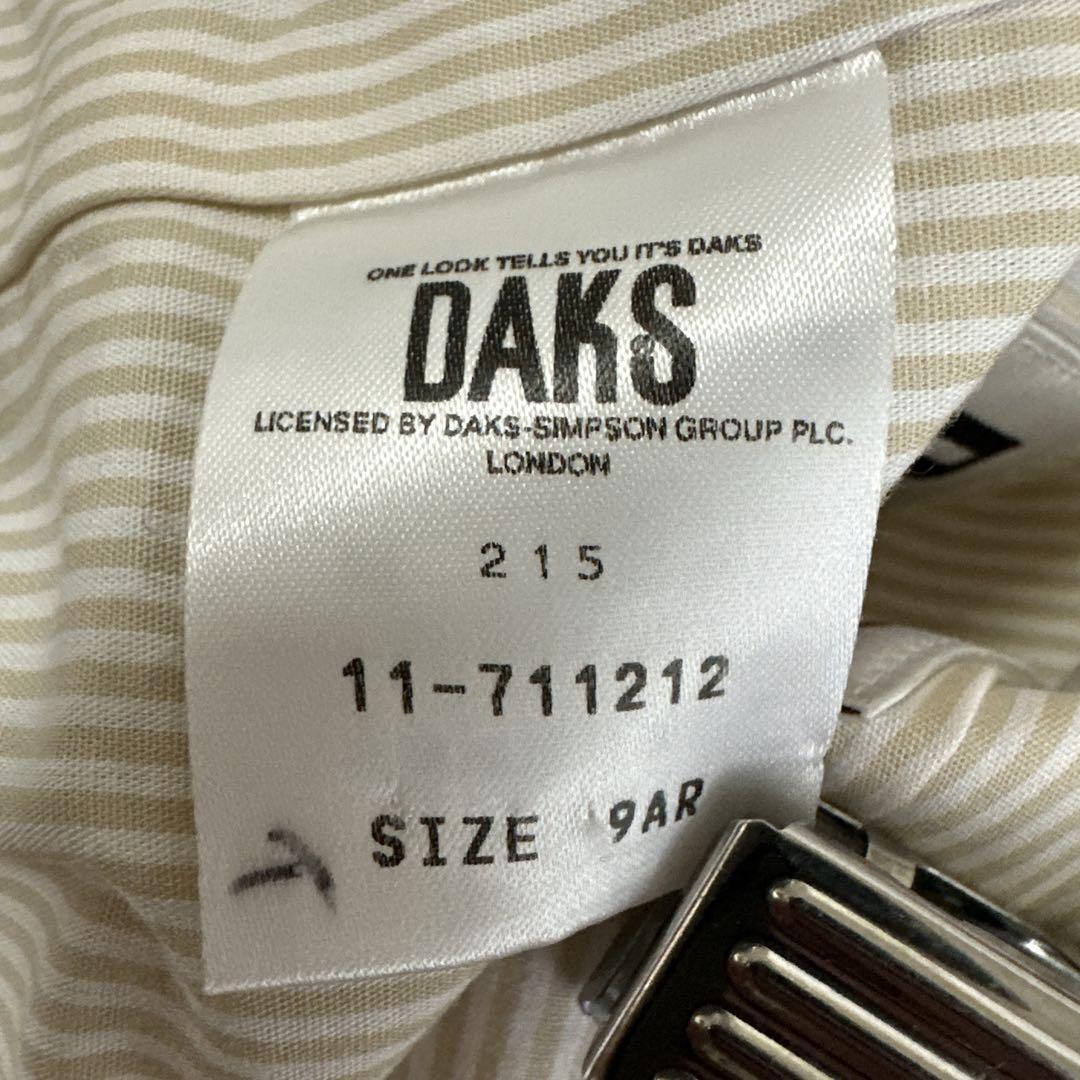 ONE LOOK TELLS YOU IT'S DAKS
DAKS
LICENSED BY DAKS-SIMPSON GROUP PLC.
LONDON
215
11-711212
SIZE 9AR